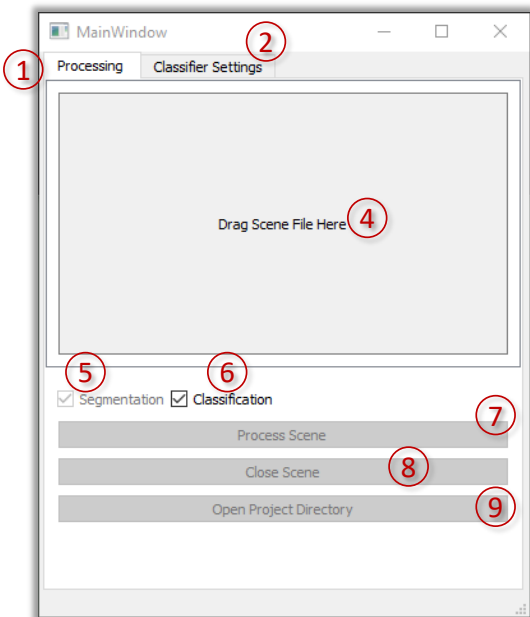 MainWindow
2
1 Processing Classifier Settings
Drag Scene File Here 4
5 6
Segmentation Classification
7
Process Scene
Close Scene 8
Open Project Directory 9